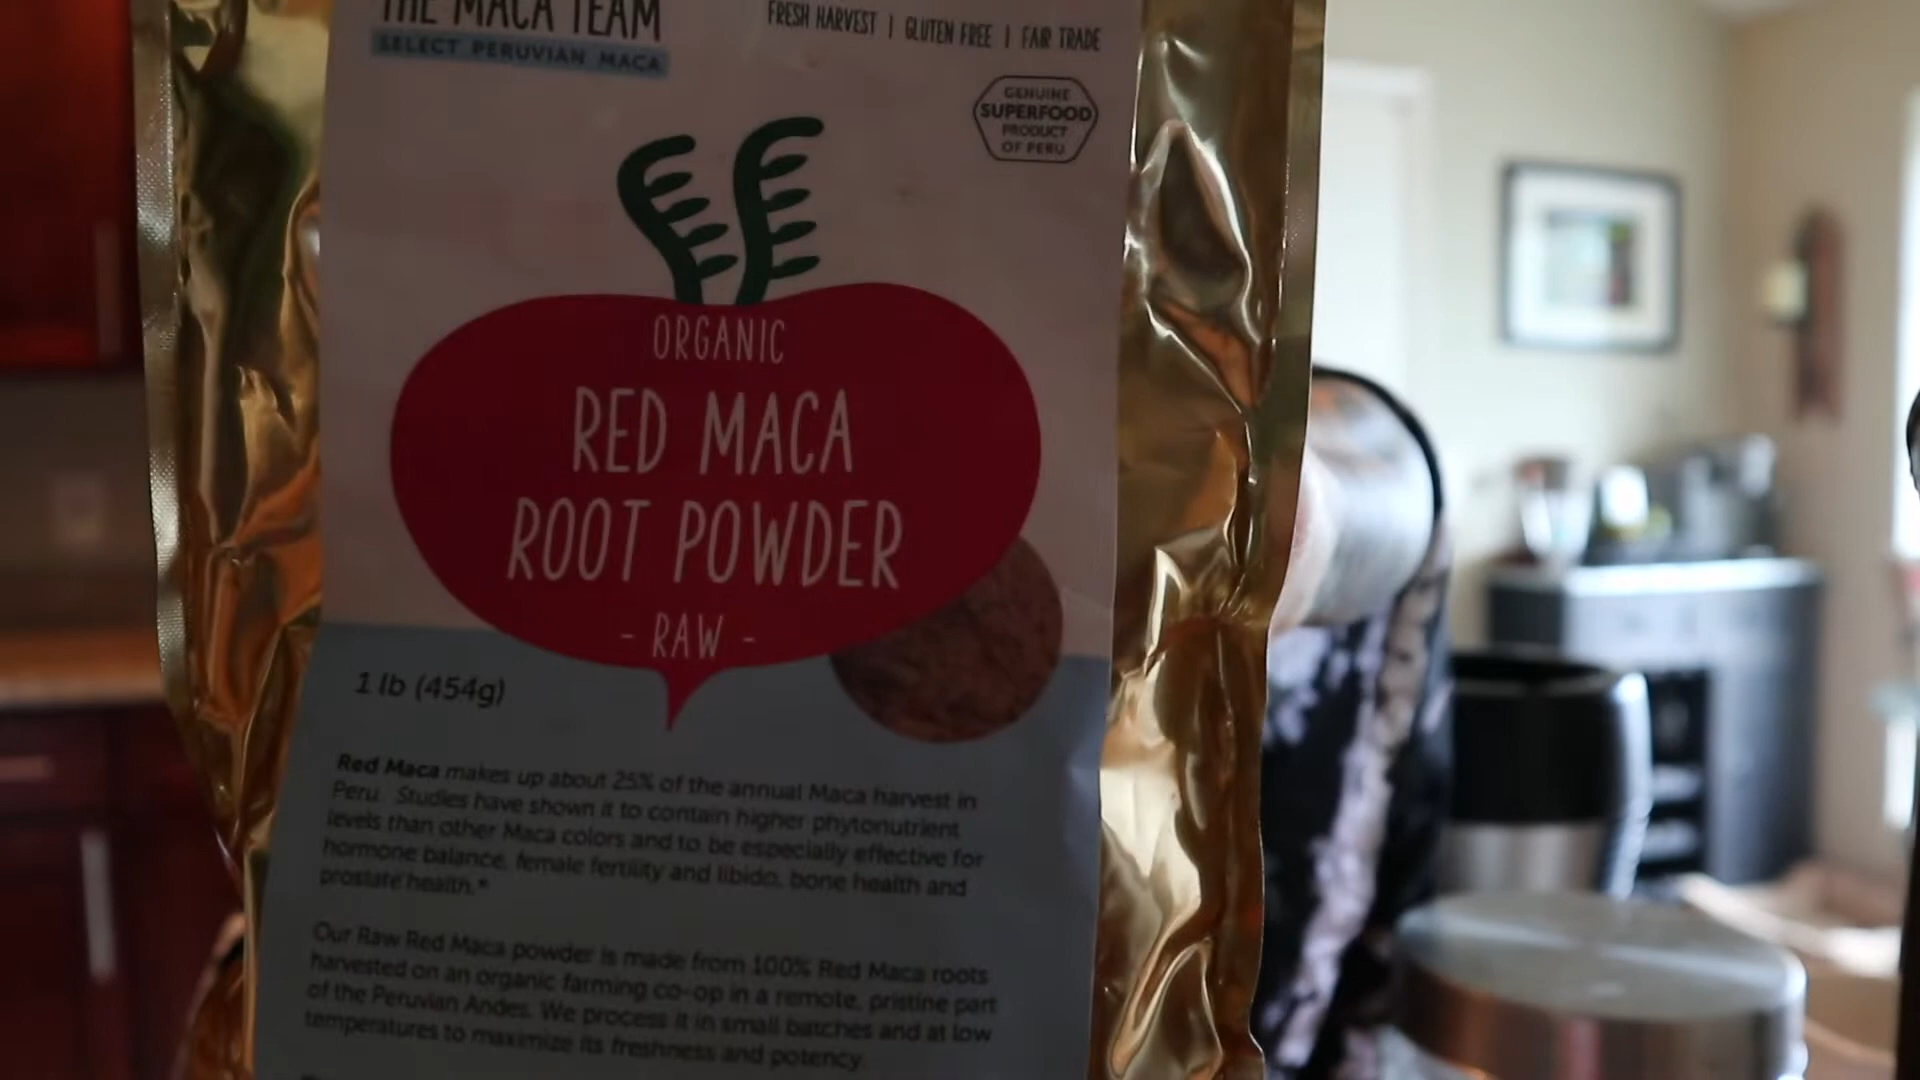 THE MACA TEAM
SELECT PERUVIAN MACA
FRESH HARVEST | GLUTEN FREE | FAIR TRADE
GENUINE
SUPERFOOD
PRODUCT
OF PERU
ORGANIC
RED MACA
ROOT POWDER
- RAW -
1 lb (454g)
Red Maca makes up about 25% of the annual Maca harvest in
Peru. Studies have shown it to contain higher phytonutrient
levels than other Maca colors and to be especially effective for
hormone balance, female fertility and libido, bone health and
prostate health.*
Our Raw Red Maca powder is made from 100% Red Maca roots
harvested on an organic farming co-op in a remote, pristine part
of the Peruvian Andes. We process it in small batches and at low
temperatures to maximize its freshness and potency.